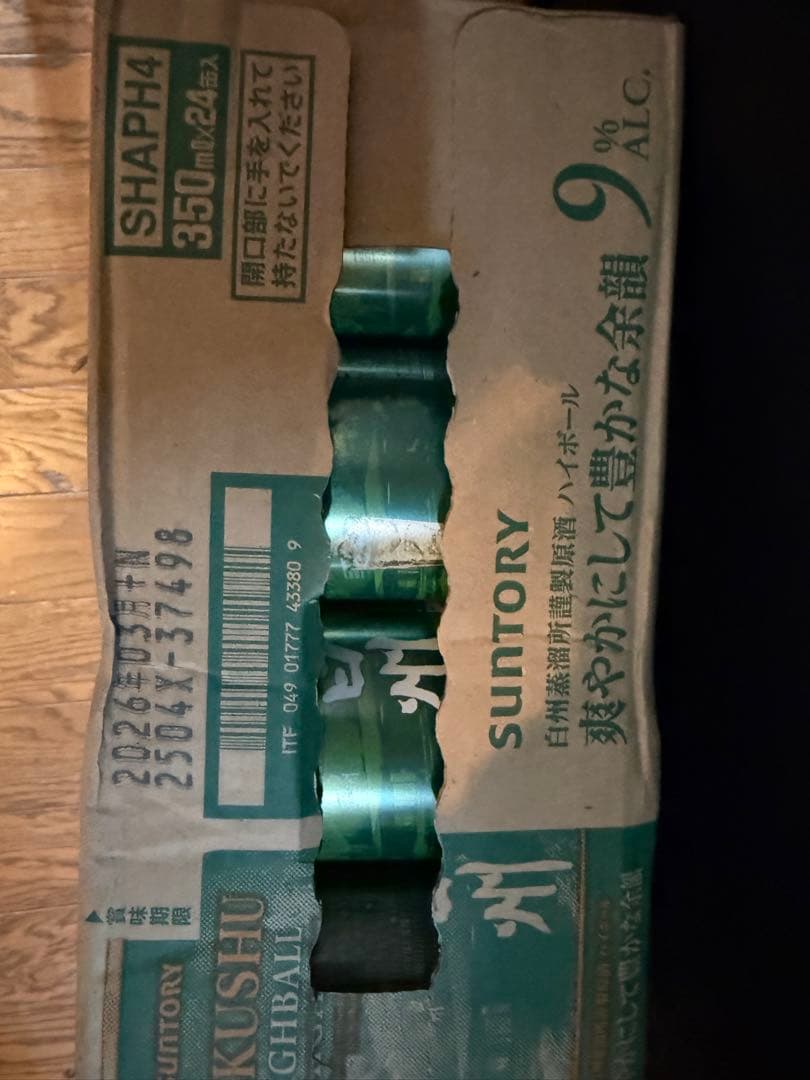 SHAPH4
350ml×24缶入
開口部に手を入れて
持たないでください
2026年03月+N
2504X-37498
ITF 049 01777 43380 9
▲賞味期限
SUNTORY
KUSHU
GHBALL
白州
SUNTORY
白州蒸溜所謹製原酒 ハイボール
爽やかにして豊かな余韻
9%
ALC.
州